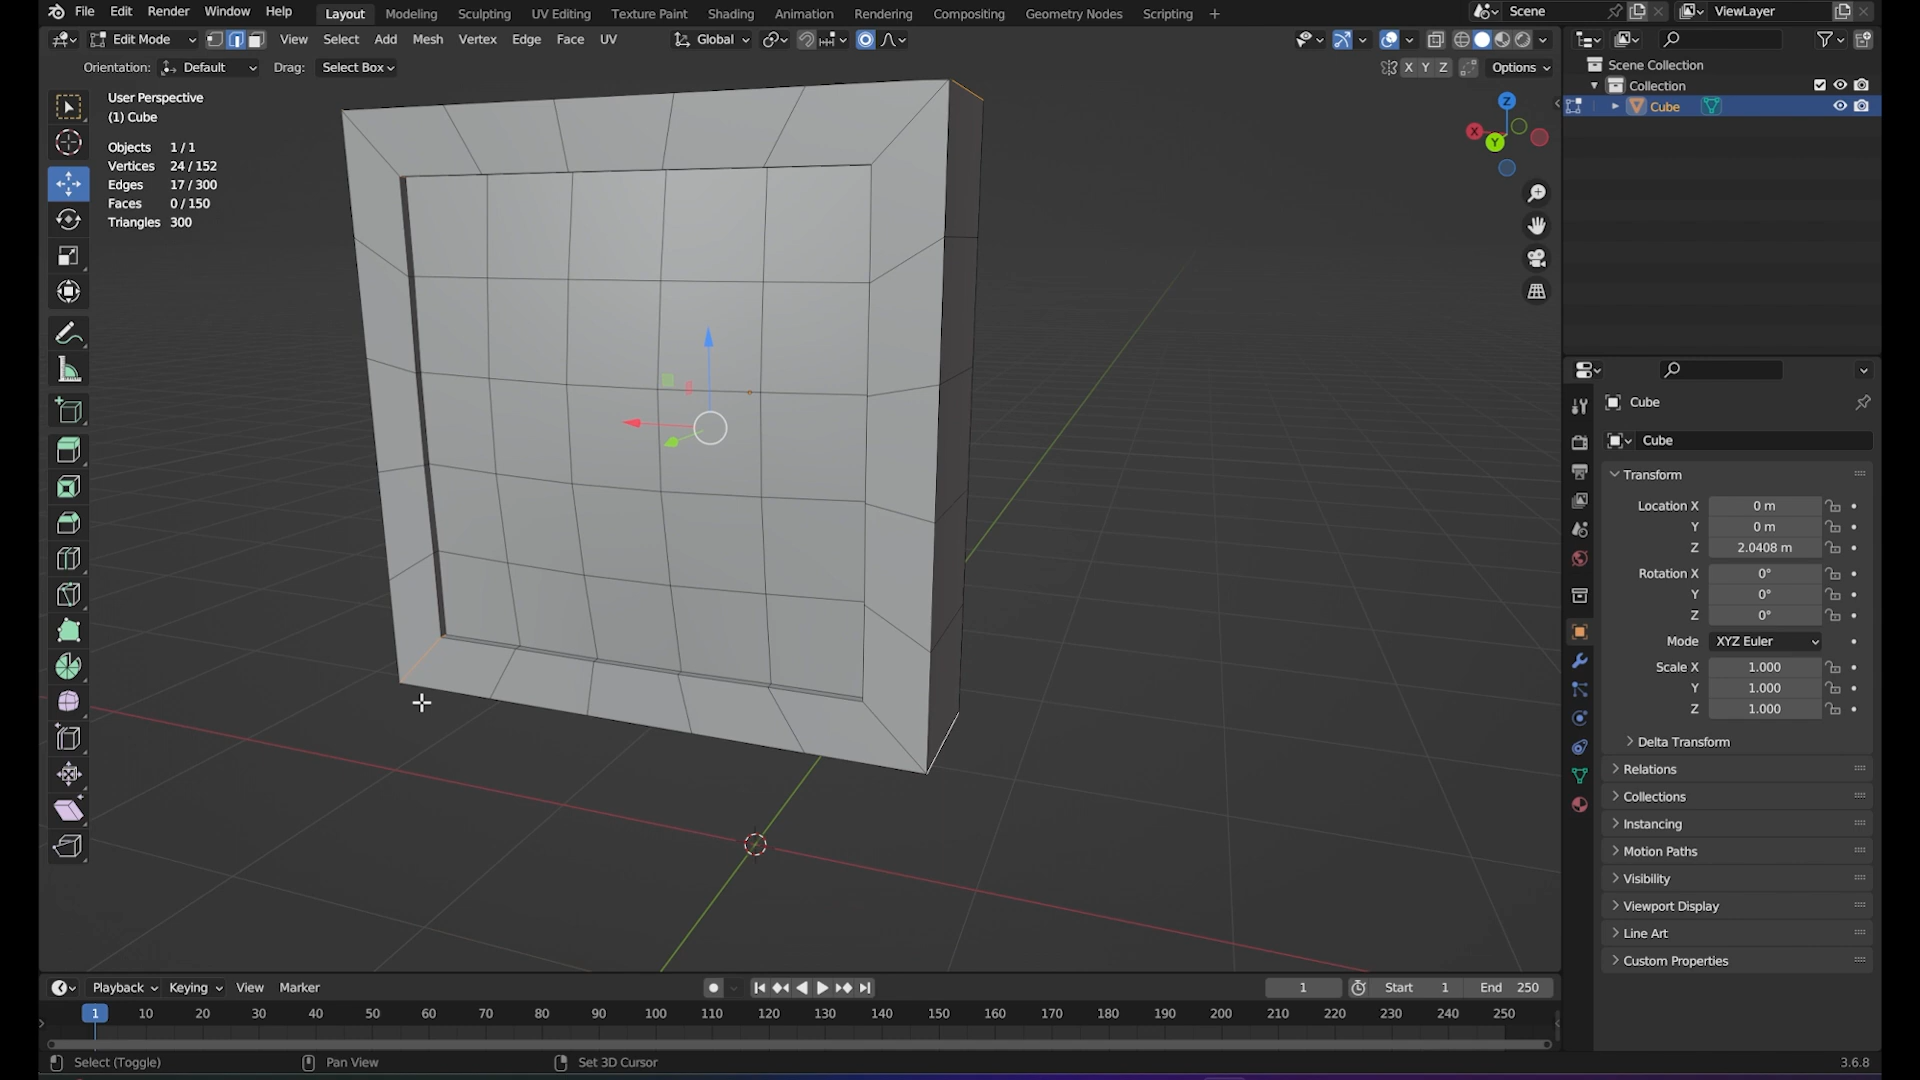 File Edit Render Window Help Layout Modeling Sculpting UV Editing Texture Paint Shading Animation Rendering Compositing Geometry Nodes Scripting + Scene ViewLayer
Edit Mode View Select Add Mesh Vertex Edge Face UV Global
Orientation: Default Drag: Select Box X Y Z Options
User Perspective
(1) Cube
Objects 1/1
Vertices 24/152
Edges 17/300
Faces 0/150
Triangles 300
Z
X
Y
Scene Collection
Collection
Cube
Cube
Cube
Transform
Location X 0 m
Y 0 m
Z 2.0408 m
Rotation X 0°
Y 0°
Z 0°
Mode XYZ Euler
Scale X 1.000
Y 1.000
Z 1.000
Delta Transform
Relations
Collections
Instancing
Motion Paths
Visibility
Viewport Display
Line Art
Custom Properties
Playback Keying View Marker 1 Start 1 End 250
1 10 20 30 40 50 60 70 80 90 100 110 120 130 140 150 160 170 180 190 200 210 220 230 240 250
Select (Toggle) Pan View Set 3D Cursor 3.6.8